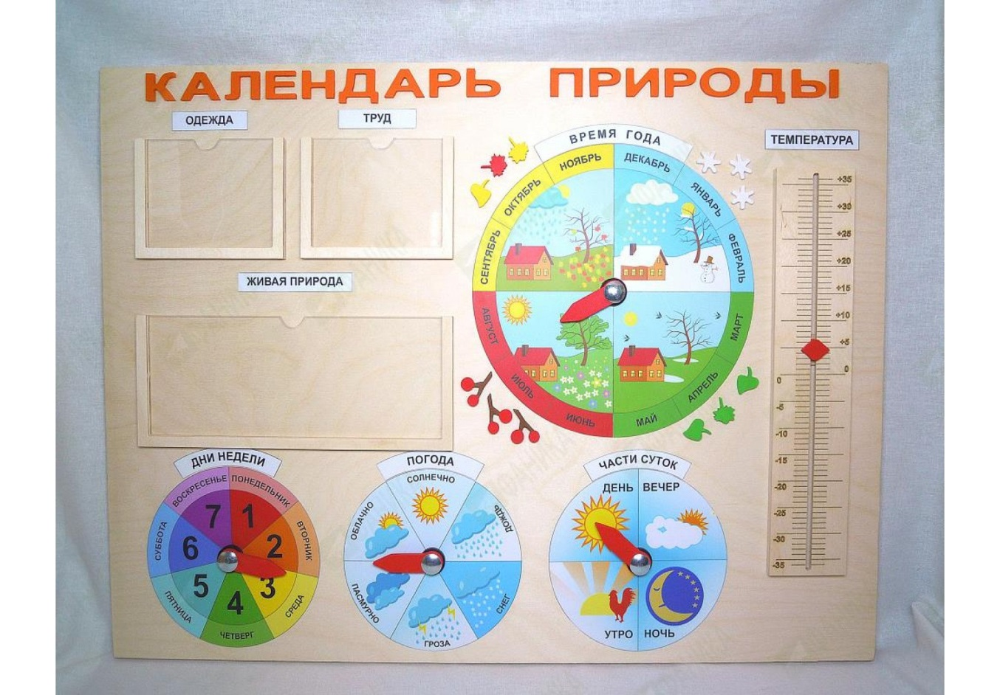 КАЛЕНДАРЬ ПРИРОДЫ
ОДЕЖДА
ТРУД
ЖИВАЯ ПРИРОДА
ВРЕМЯ ГОДА
НОЯБРЬ
ДЕКАБРЬ
ЯНВАРЬ
ФЕВРАЛЬ
МАРТ
АПРЕЛЬ
МАЙ
ИЮНЬ
ИЮЛЬ
АВГУСТ
СЕНТЯБРЬ
ОКТЯБРЬ
ТЕМПЕРАТУРА
+35
+30
+25
+20
+15
+10
+5
0
0
-5
-10
-15
-20
-25
-30
-35
ДНИ НЕДЕЛИ
ПОНЕДЕЛЬНИК
ВТОРНИК
СРЕДА
ЧЕТВЕРГ
ПЯТНИЦА
СУББОТА
ВОСКРЕСЕНЬЕ
1
2
3
4
5
6
7
ПОГОДА
СОЛНЕЧНО
ДОЖДЬ
СНЕГ
ГРОЗА
ПАСМУРНО
ОБЛАЧНО
ЧАСТИ СУТОК
ДЕНЬ
ВЕЧЕР
УТРО
НОЧЬ